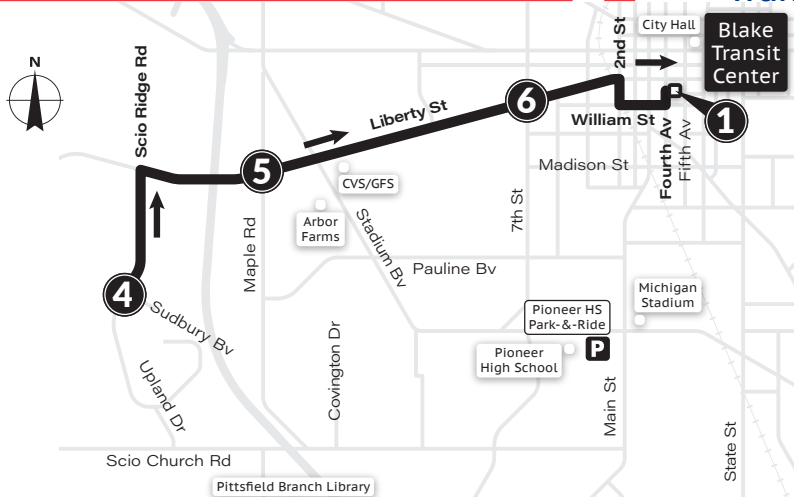 City Hall
Blake
Transit
Center
N
Scio Ridge Rd
2nd St
Liberty St
6
William St
1
Fourth Av
Fifth Av
Madison St
5
CVS/GFS
Arbor
Farms
Stadium Bv
Maple Rd
7th St
Pauline Bv
4
Sudbury Bv
Michigan
Stadium
Pioneer HS
Park-&-Ride
P
Pioneer
High School
Covington Dr
Upland Dr
Main St
State St
Scio Church Rd
Pittsfield Branch Library